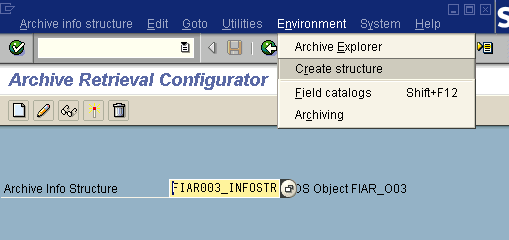 Archive info structure Edit Goto Utilities Environment System Help
Archive Explorer
Create structure
Field catalogs Shift+F12
Archiving
Archive Retrieval Configurator
Archive Info Structure FIAR003_INFOSTR DS Object FIAR_O03